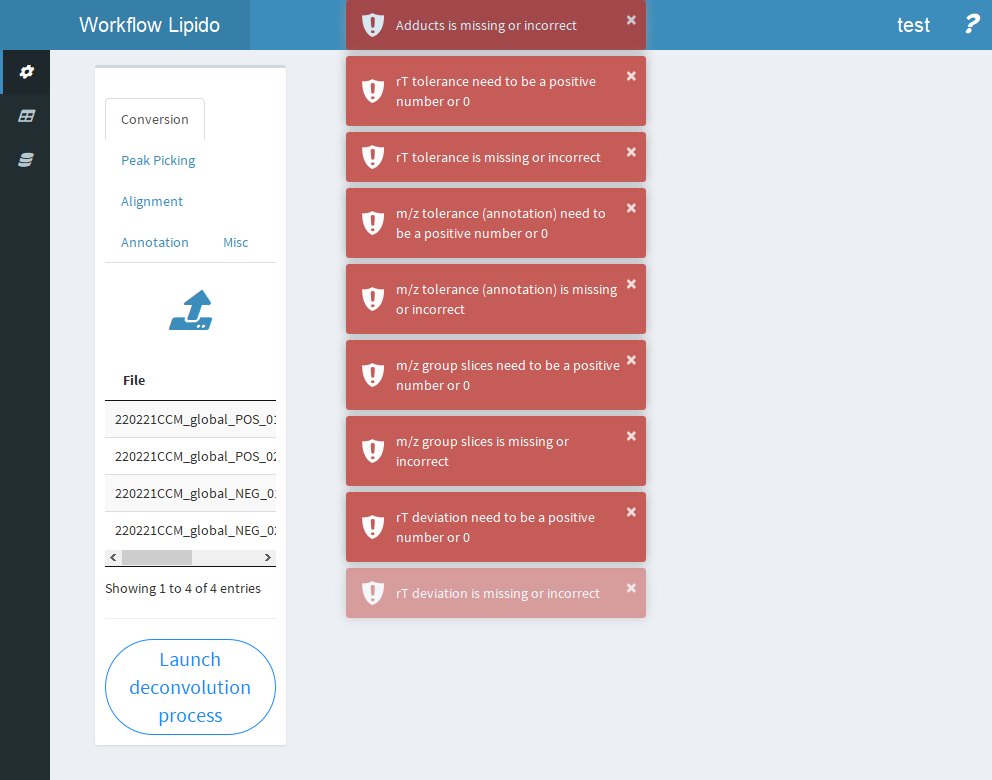 Workflow Lipido
test
?
Conversion
Peak Picking
Alignment
Annotation Misc
File
220221CCM_global_POS_01
220221CCM_global_POS_02
220221CCM_global_NEG_01
220221CCM_global_NEG_02
Showing 1 to 4 of 4 entries
Launch
deconvolution
process
Adducts is missing or incorrect
rT tolerance need to be a positive
number or 0
rT tolerance is missing or incorrect
m/z tolerance (annotation) need to
be a positive number or 0
m/z tolerance (annotation) is missing
or incorrect
m/z group slices need to be a positive
number or 0
m/z group slices is missing or
incorrect
rT deviation need to be a positive
number or 0
rT deviation is missing or incorrect